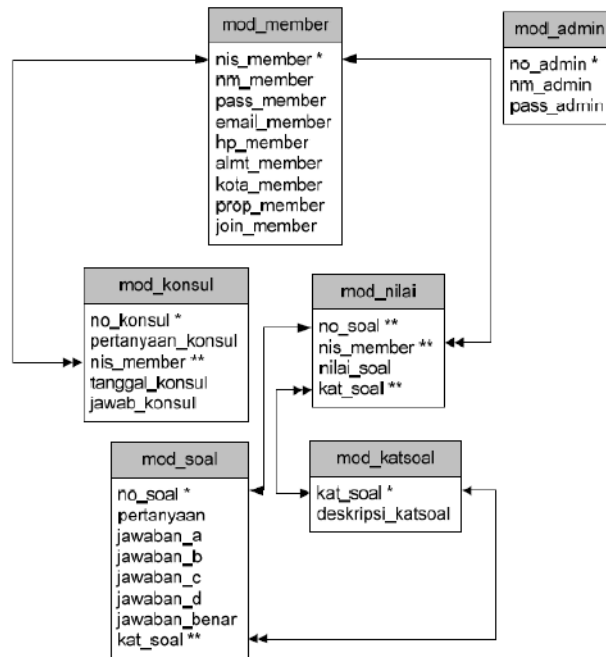 mod_member
nis_member *
nm_member
pass_member
email_member
hp_member
almt_member
kota_member
prop_member
join_member
mod_admin
no_admin *
nm_admin
pass_admin
mod_konsul
no_konsul *
pertanyaan_konsul
nis_member **
tanggal_konsul
jawab_konsul
mod_nilai
no_soal **
nis_member **
nilai_soal
kat_soal **
mod_soal
no_soal *
pertanyaan
jawaban_a
jawaban_b
jawaban_c
jawaban_d
jawaban_benar
kat_soal **
mod_katsoal
kat_soal *
deskripsi_katsoal